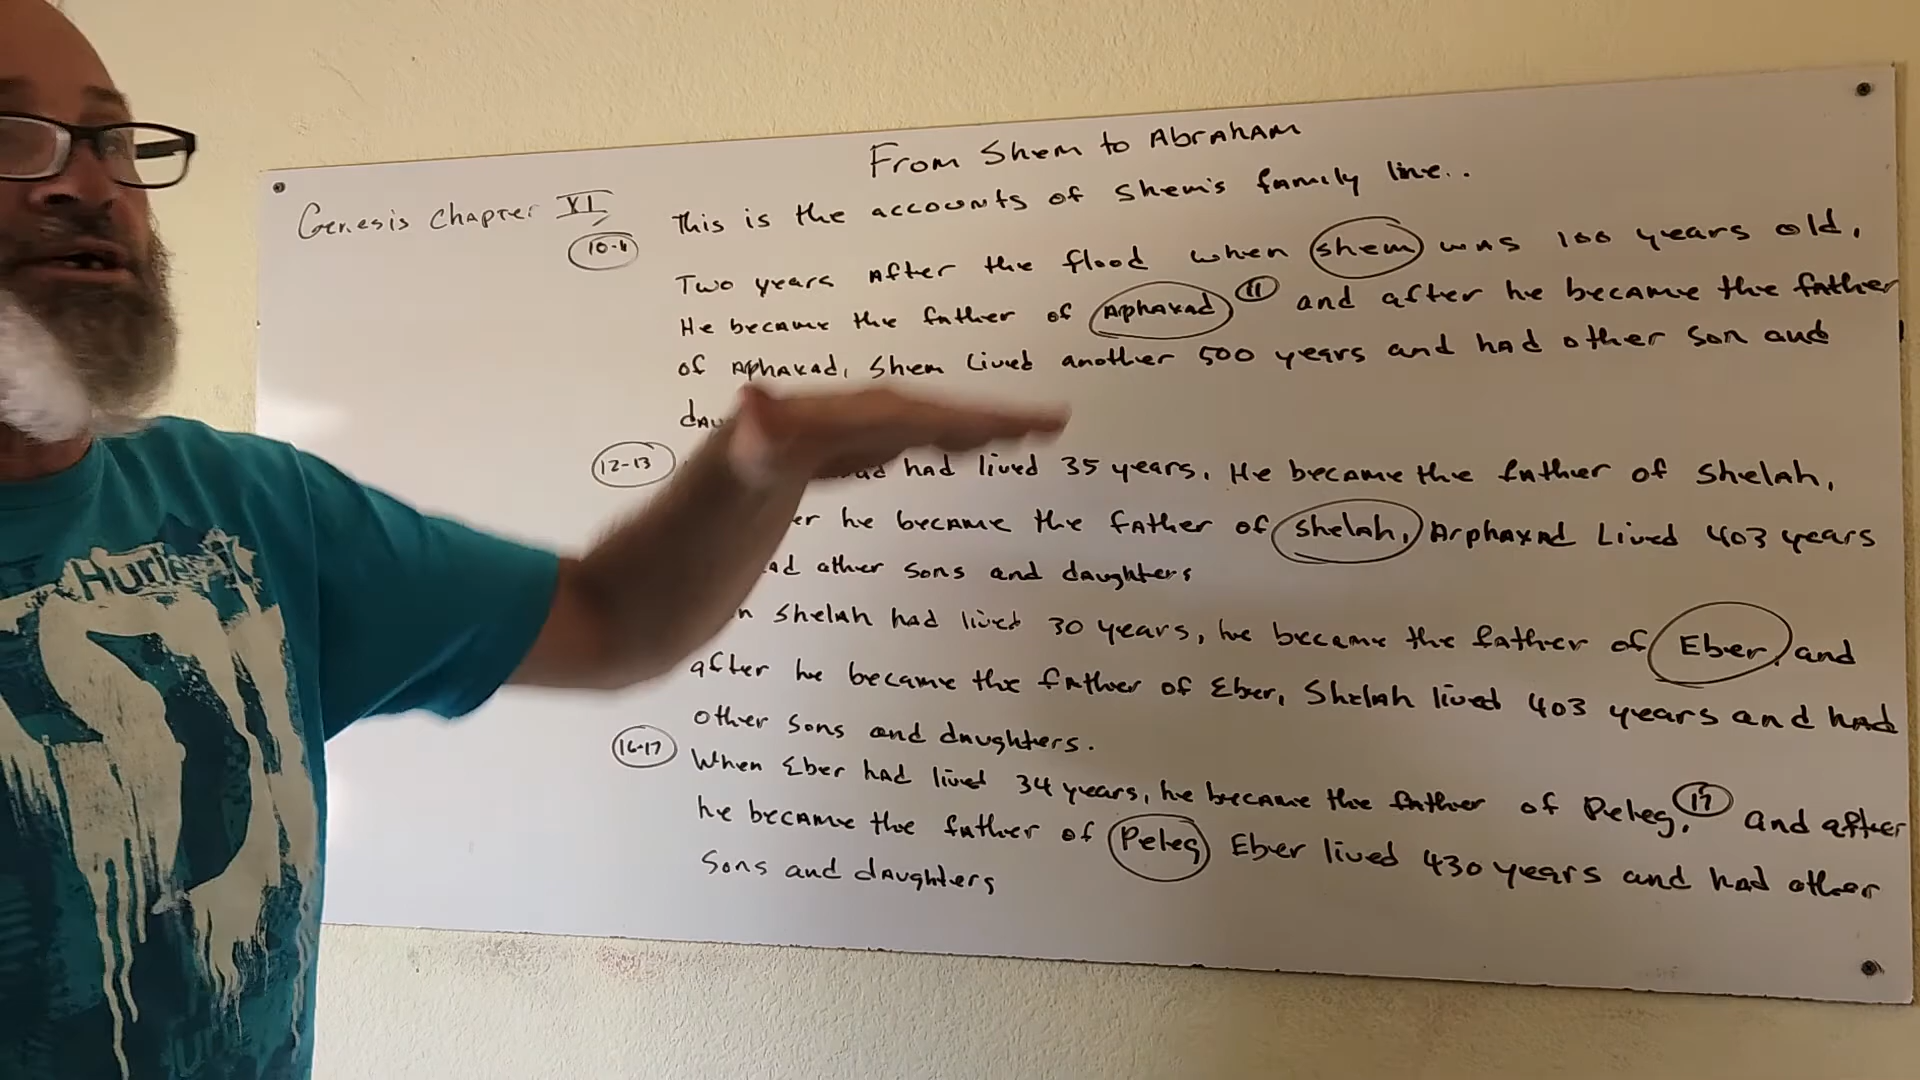 From Shem to Abraham
Genesis Chapter XI
This is the accounts of Shem's family line..
Two years After the flood when Shem was 100 years old,
He became the father of Aphaxad 11 and after he became the father
of Aphaxad, Shem Lived another 500 years and had other Son and
12-13
had lived 35 years, He became the father of Shelah,
he became the father of Shelah, Arphaxad Lived 403 years
other sons and daughters
Shelah had lived 30 years, he became the father of Eber, and
after he became the father of Eber, Shelah lived 403 years and had
other sons and daughters.
16-17
When Eber had lived 34 years, he became the father of Peleg, 17 and after
he became the father of Peleg Eber lived 430 years and had other
Sons and daughters